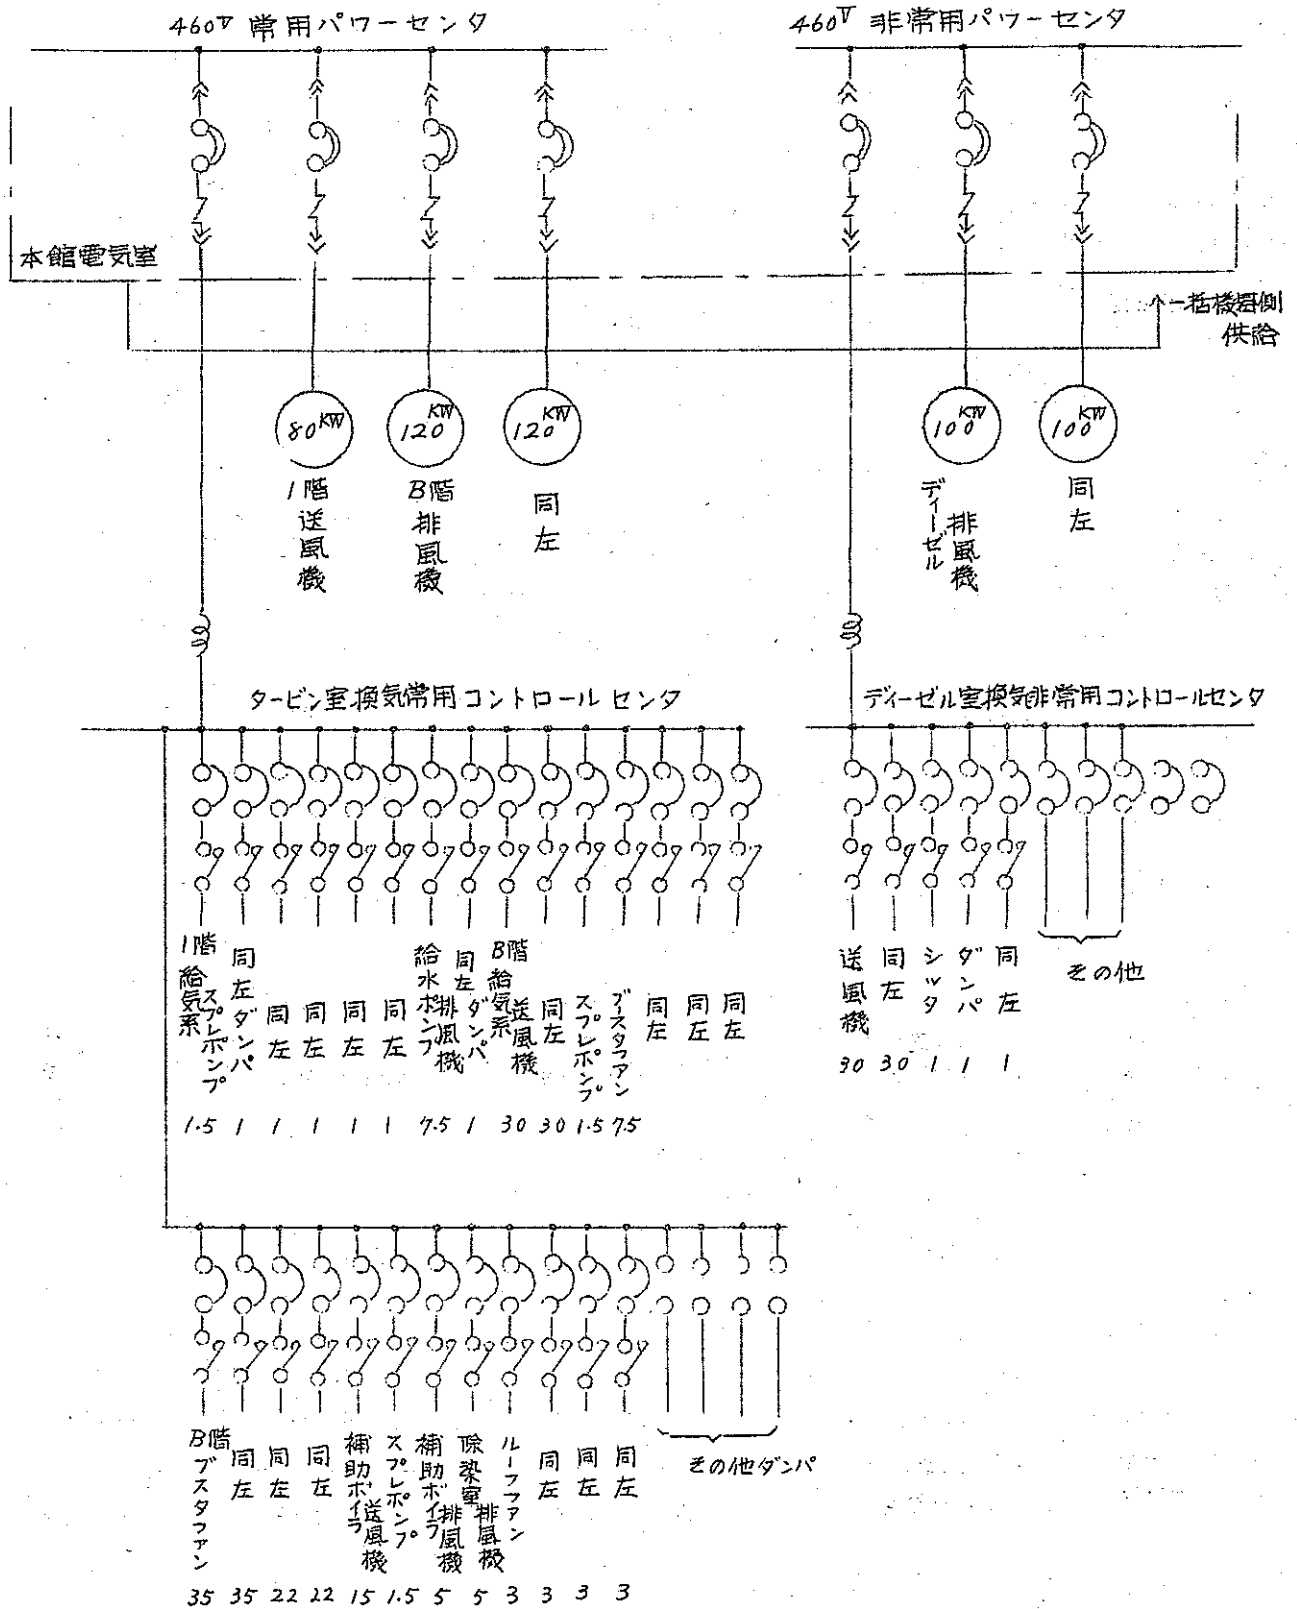 460V 常用パワーセンタ
460V 非常用パワーセンタ
本館電気室
一括機器側
供給
80KW
120KW
120KW
100KW
100KW
1階
送風機
B階
排風機
同左
ディーゼル
排風機
同左
タービン室換気常用コントロールセンタ
ディーゼル室換気非常用コントロールセンタ
1階
給気系
スプレポンプ
同左
ダンパ
同左
同左
同左
同左
給水ポンプ
排風機
同左
ダンパ
B階
給気系
送風機
同左
スプレポンプ
ブースタファン
同左
同左
同左
1.5 1 1 1 1 1 7.5 1 30 30 1.5 7.5
送風機
同左
シッタ
ダンパ
同左
その他
30 30 1 1 1
B階
ブスタファン
同左
同左
同左
補助ボイラ
送風機
スプレポンプ
補助ボイラ
排風機
除染室
排風機
ルーフファン
同左
同左
同左
その他ダンパ
35 35 22 22 15 1.5 5 5 3 3 3 3